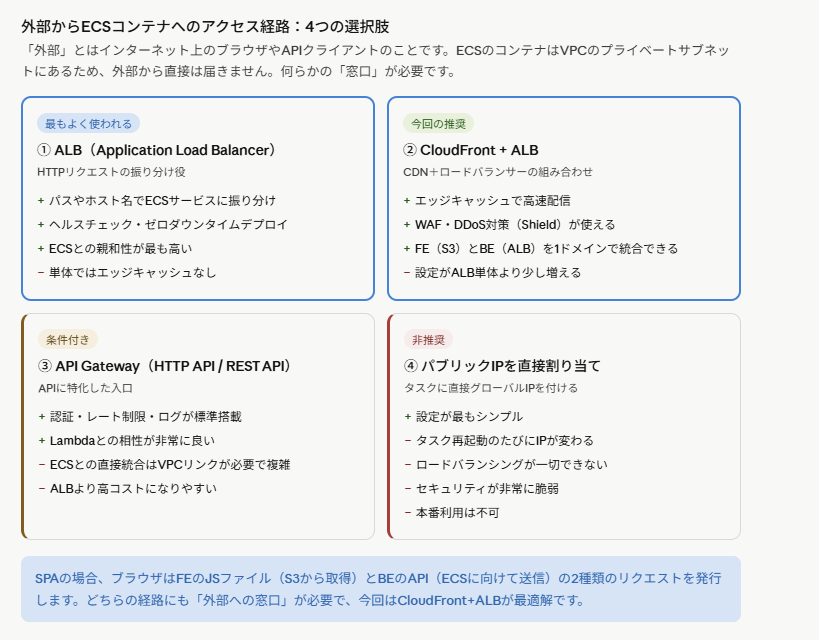 外部からECSコンテナへのアクセス経路：4つの選択肢
「外部」とはインターネット上のブラウザやAPIクライアントのことです。ECSのコンテナはVPCのプライベートサブネッ
トにあるため、外部から直接は届きません。何らかの「窓口」が必要です。
最もよく使われる
① ALB（Application Load Balancer）
HTTPリクエストの振り分け役
+ パスやホスト名でECSサービスに振り分け
+ ヘルスチェック・ゼロダウンタイムデプロイ
+ ECSとの親和性が最も高い
− 単体ではエッジキャッシュなし
今回の推奨
② CloudFront + ALB
CDN＋ロードバランサーの組み合わせ
+ エッジキャッシュで高速配信
+ WAF・DDoS対策（Shield）が使える
+ FE（S3）とBE（ALB）を1ドメインで統合できる
− 設定がALB単体より少し増える
条件付き
③ API Gateway（HTTP API / REST API）
APIに特化した入口
+ 認証・レート制限・ログが標準搭載
+ Lambdaとの相性が非常に良い
− ECSとの直接統合はVPCリンクが必要で複雑
− ALBより高コストになりやすい
非推奨
④ パブリックIPを直接割り当て
タスクに直接グローバルIPを付ける
+ 設定が最もシンプル
− タスク再起動のたびにIPが変わる
− ロードバランシングが一切できない
− セキュリティが非常に脆弱
− 本番利用は不可
SPAの場合、ブラウザはFEのJSファイル（S3から取得）とBEのAPI（ECSに向けて送信）の2種類のリクエストを発行
します。どちらの経路にも「外部への窓口」が必要で、今回はCloudFront+ALBが最適解です。